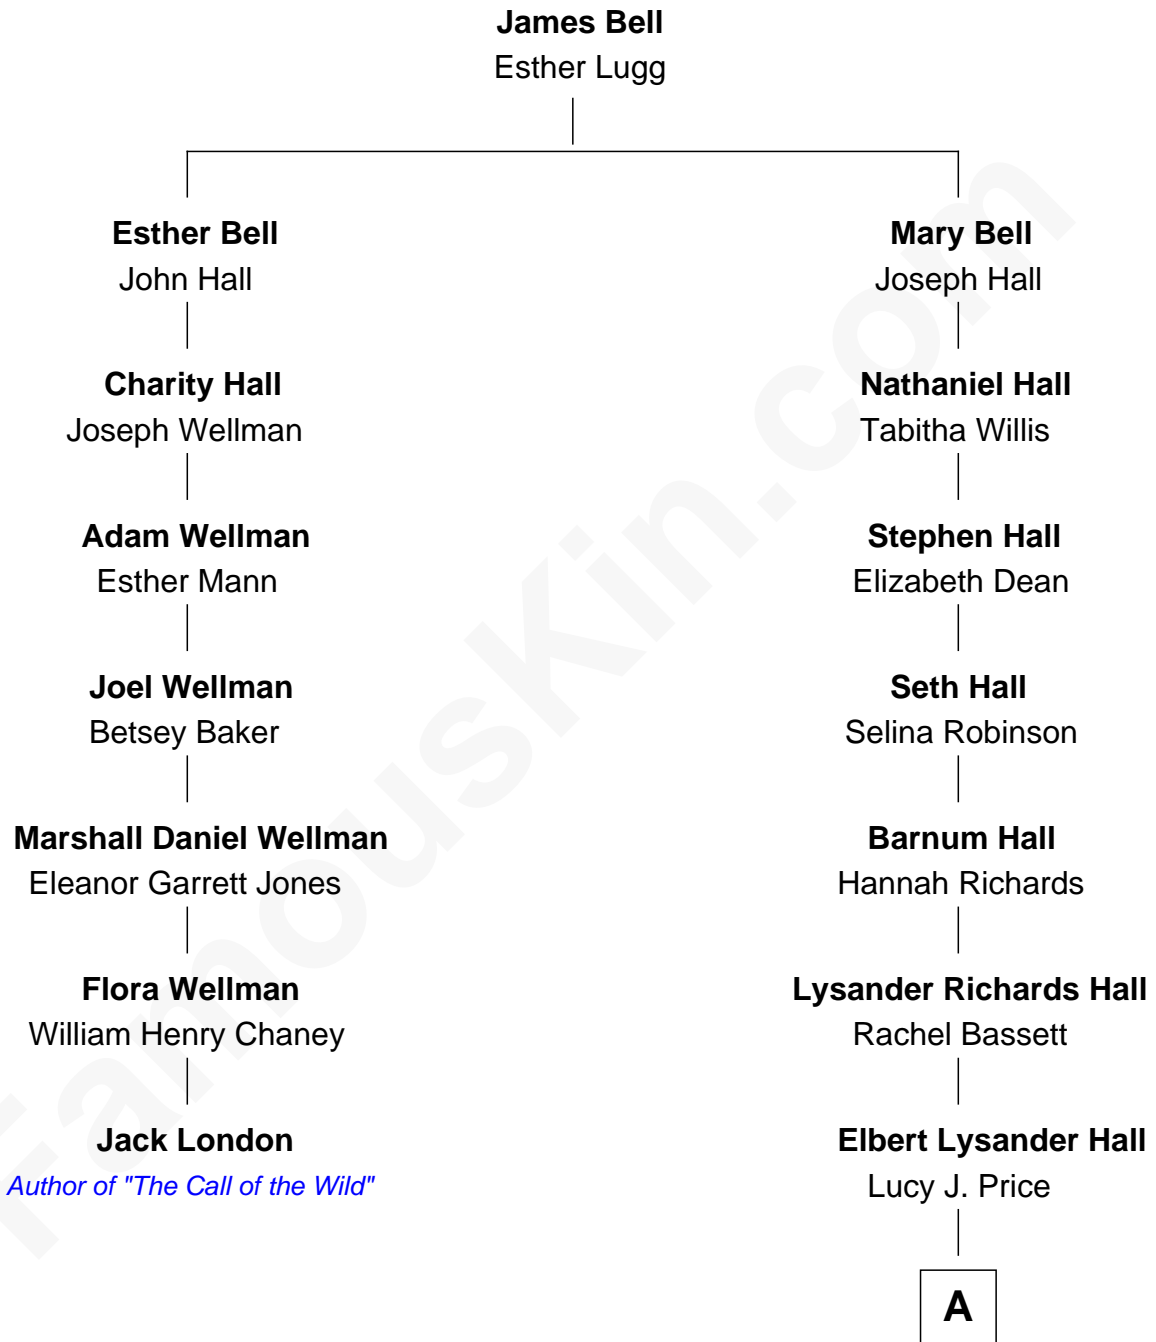 James Bell
Esther Lugg
Esther Bell
John Hall
Mary Bell
Joseph Hall
Charity Hall
Joseph Wellman
Nathaniel Hall
Tabitha Willis
Adam Wellman
Esther Mann
Stephen Hall
Elizabeth Dean
Joel Wellman
Betsey Baker
Seth Hall
Selina Robinson
Marshall Daniel Wellman
Eleanor Garrett Jones
Barnum Hall
Hannah Richards
Flora Wellman
William Henry Chaney
Lysander Richards Hall
Rachel Bassett
Jack London
Author of "The Call of the Wild"
Elbert Lysander Hall
Lucy J. Price
A
FamousKin.com